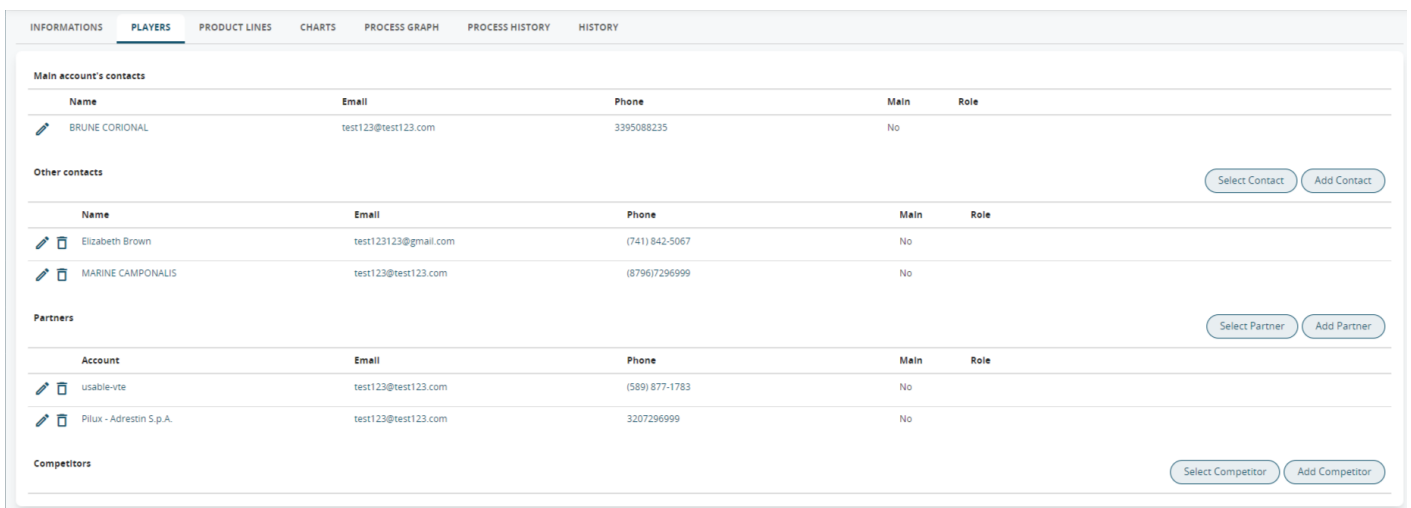 INFORMATIONS PLAYERS PRODUCT LINES CHARTS PROCESS GRAPH PROCESS HISTORY HISTORY
Main account's contacts
Name Email Phone Main Role
BRUNE CORIONAL test123@test123.com 3395088235 No
Other contacts
Select Contact Add Contact
Name Email Phone Main Role
Elizabeth Brown test123123@gmail.com (741) 842-5067 No
MARINE CAMPONALIS test123@test123.com (8796)7296999 No
Partners
Select Partner Add Partner
Account Email Phone Main Role
usable-vte test123@test123.com (589) 877-1783 No
Pilux - Adrestin S.p.A. test123@test123.com 3207296999 No
Competitors
Select Competitor Add Competitor